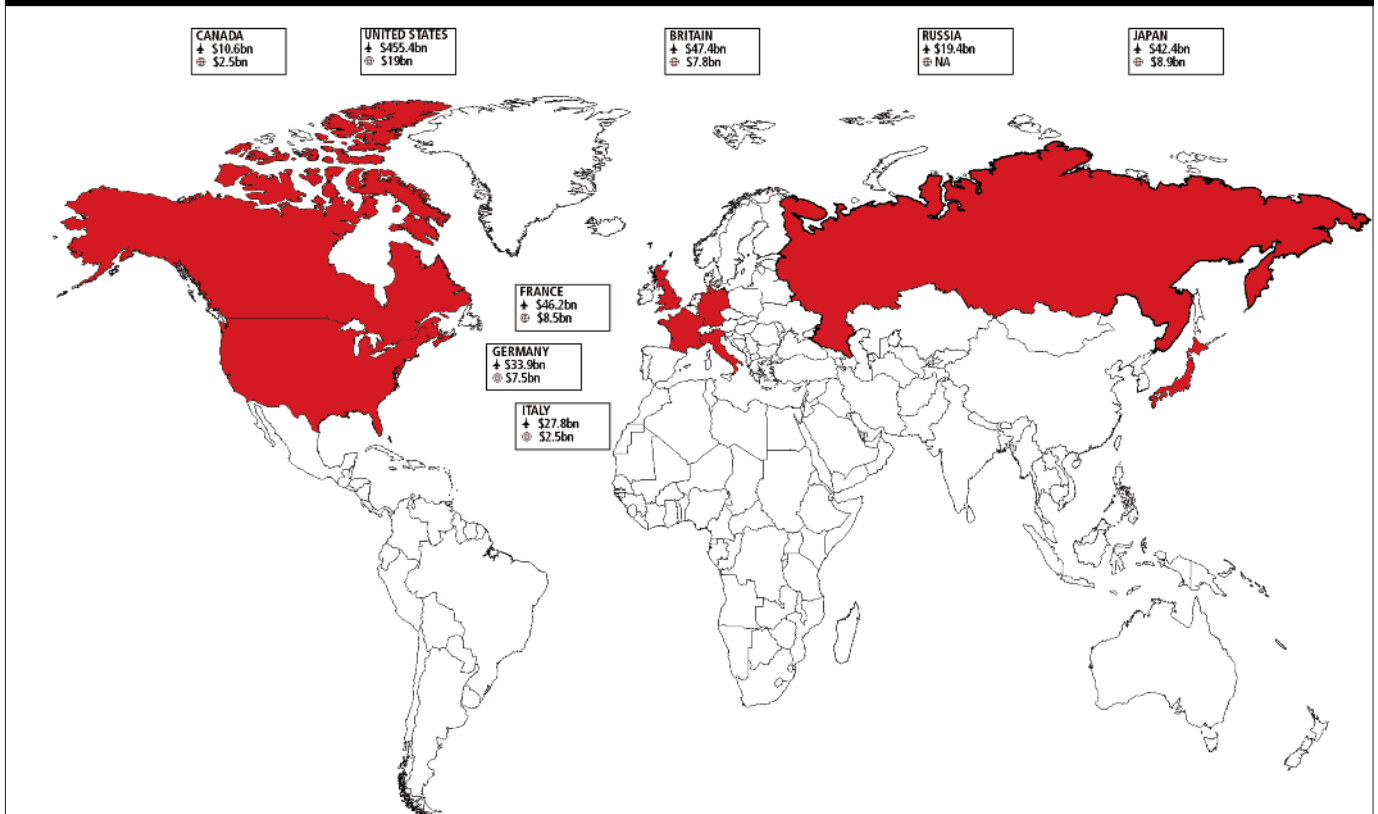 CANADA
$10.6bn
$2.5bn
UNITED STATES
$455.4bn
$19bn
BRITAIN
$47.4bn
$7.8bn
RUSSIA
$19.4bn
NA
JAPAN
$42.4bn
$8.9bn
FRANCE
$46.2bn
$8.5bn
GERMANY
$33.9bn
$7.5bn
ITALY
$27.8bn
$2.5bn